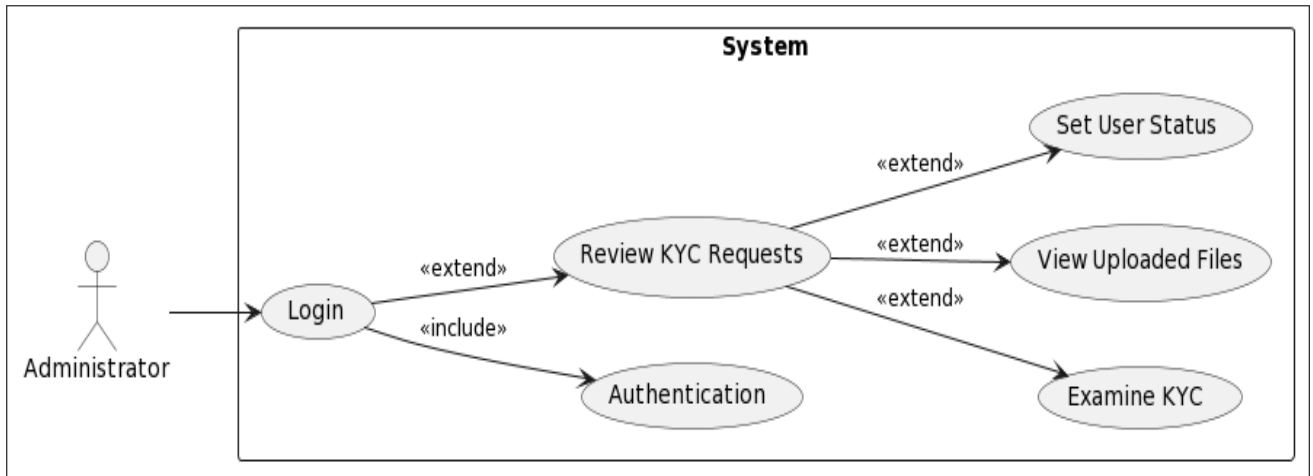 System
Set User Status
«extend»
Review KYC Requests
«extend»
View Uploaded Files
«extend»
«extend»
Login
«include»
Administrator
Authentication
Examine KYC